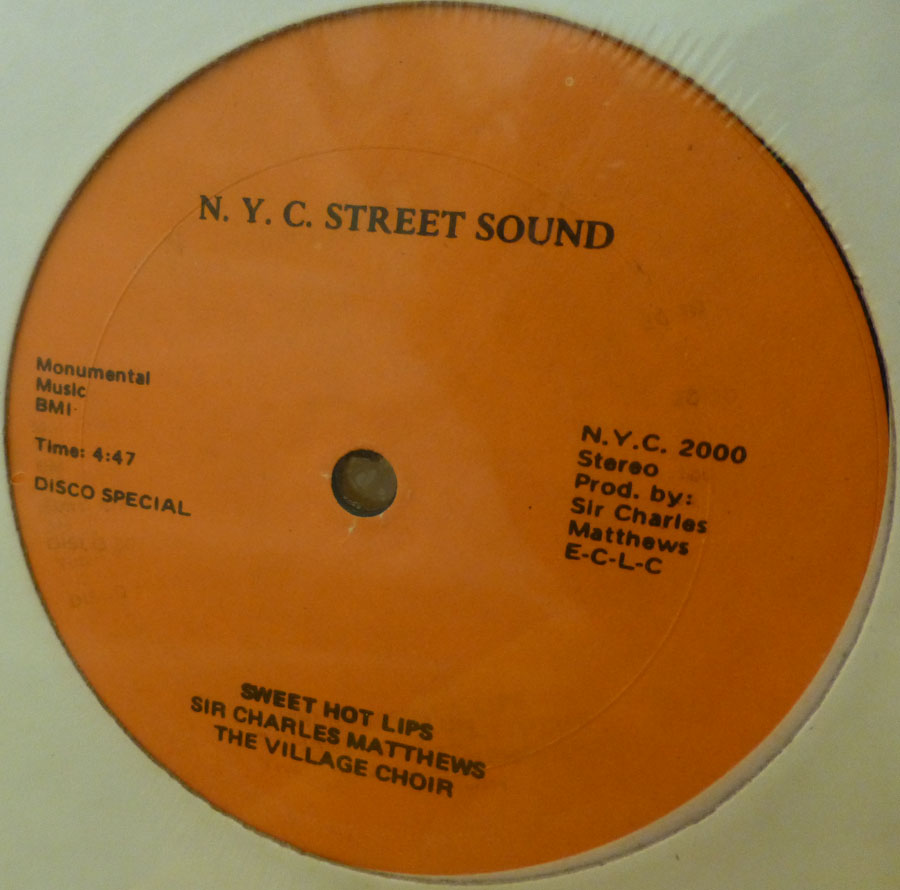 N. Y. C. STREET SOUND
Monumental
Music
BMI
Time: 4:47
DISCO SPECIAL
N.Y.C. 2000
Stereo
Prod. by:
Sir Charles
Matthews
E-C-L-C
SWEET HOT LIPS
SIR CHARLES MATTHEWS
THE VILLAGE CHOIR